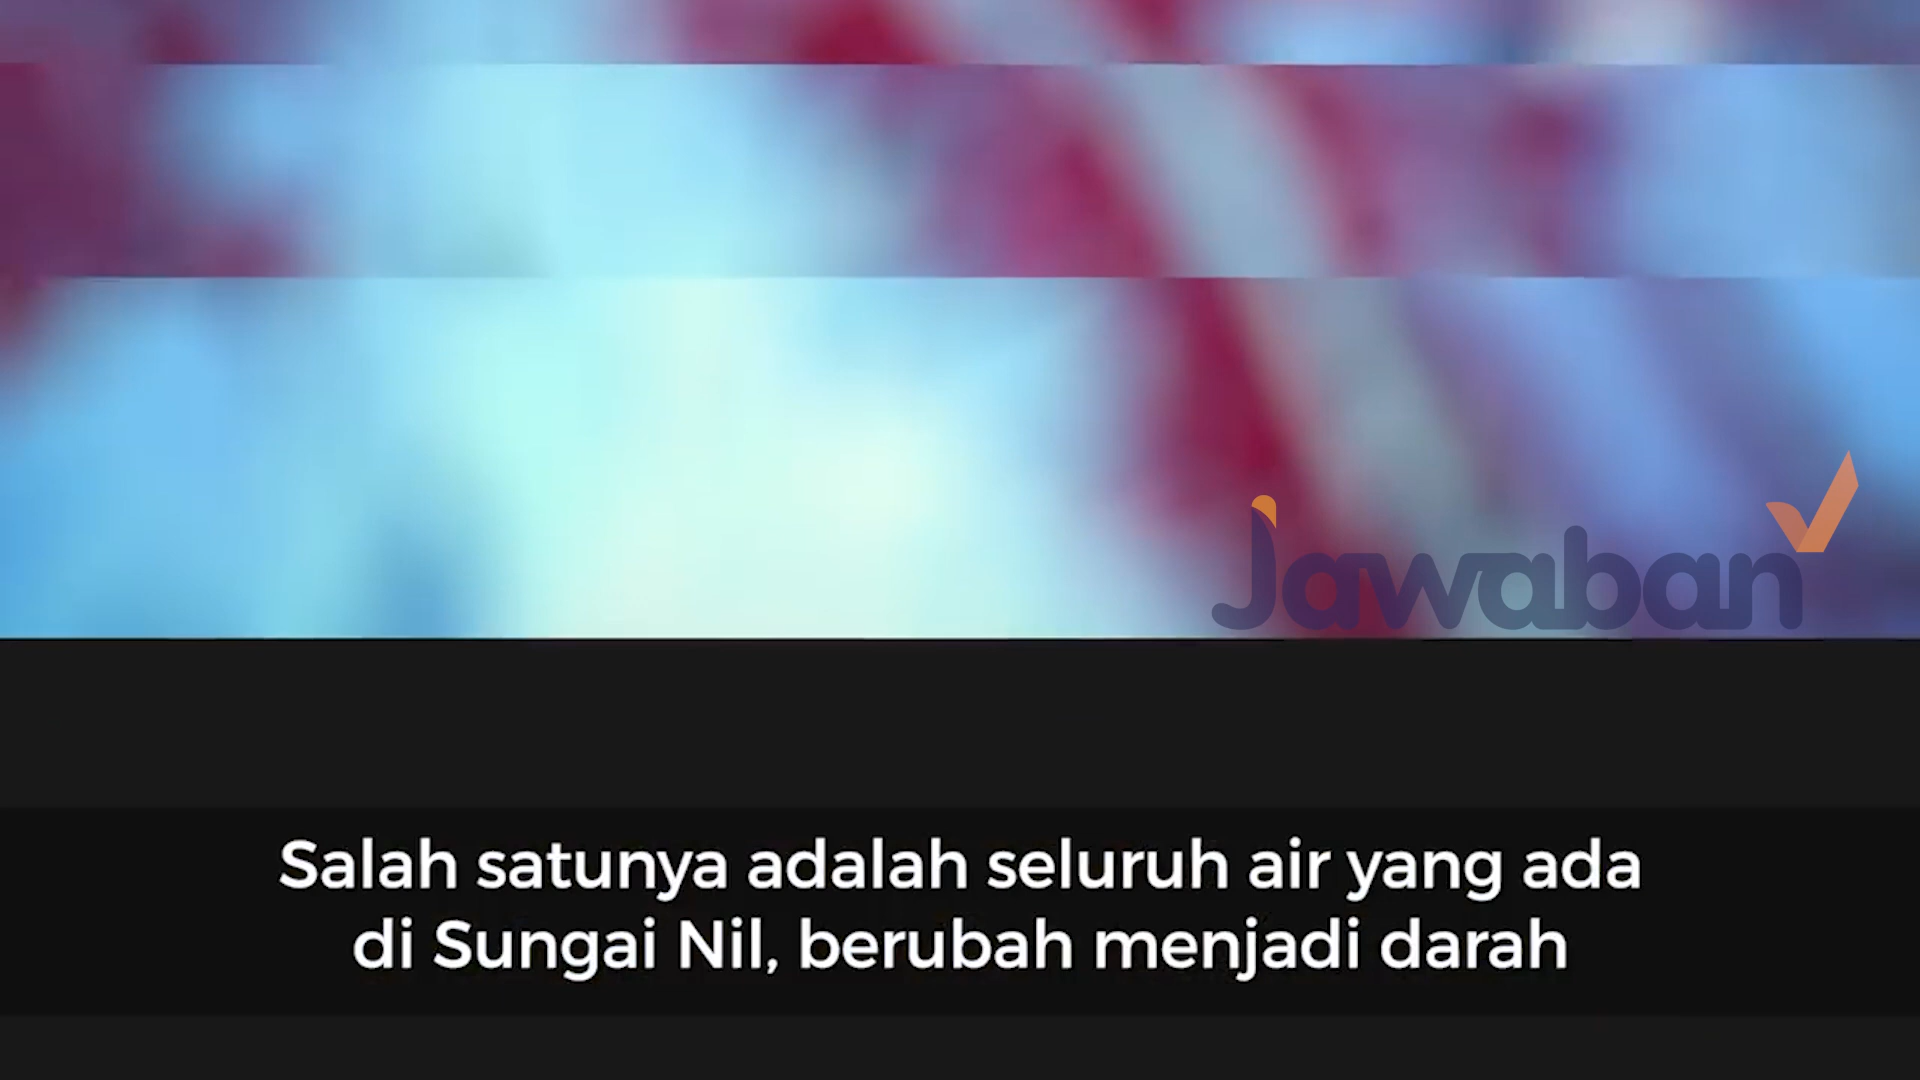 Jawaban
Salah satunya adalah seluruh air yang ada
di Sungai Nil, berubah menjadi darah